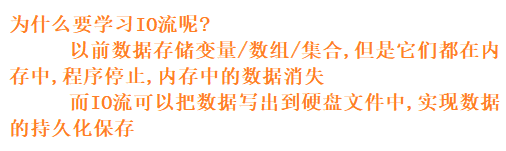 为什么要学习IO流呢?
以前数据存储变量/数组/集合,但是它们都在内
存中,程序停止,内存中的数据消失
而IO流可以把数据写出到硬盘文件中,实现数据
的持久化保存